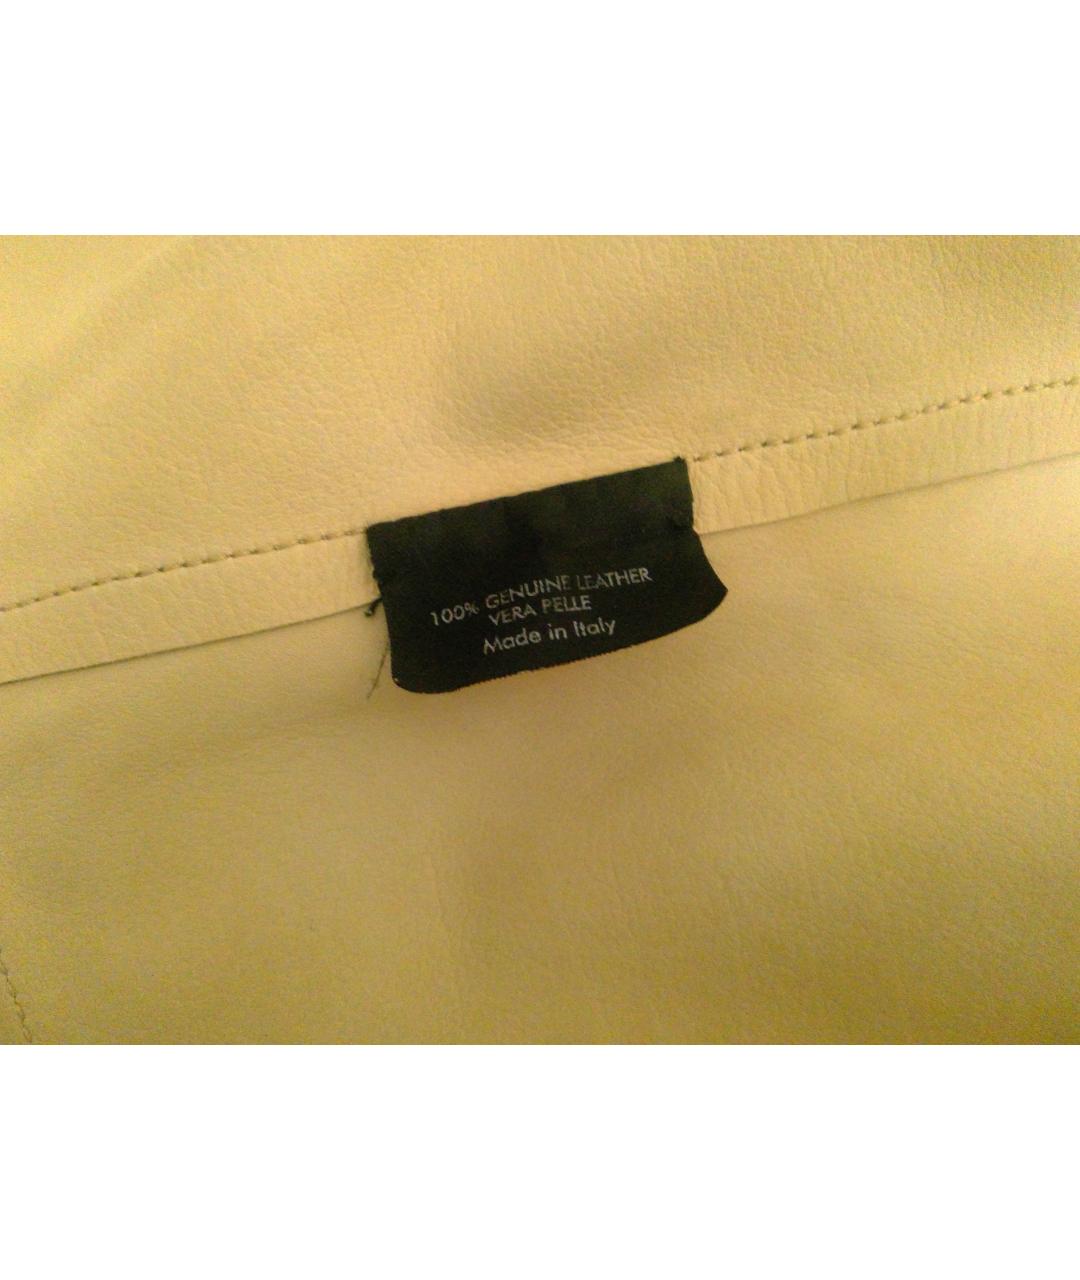 100% GENUINE LEATHER
VERA PELLE
Made in Italy